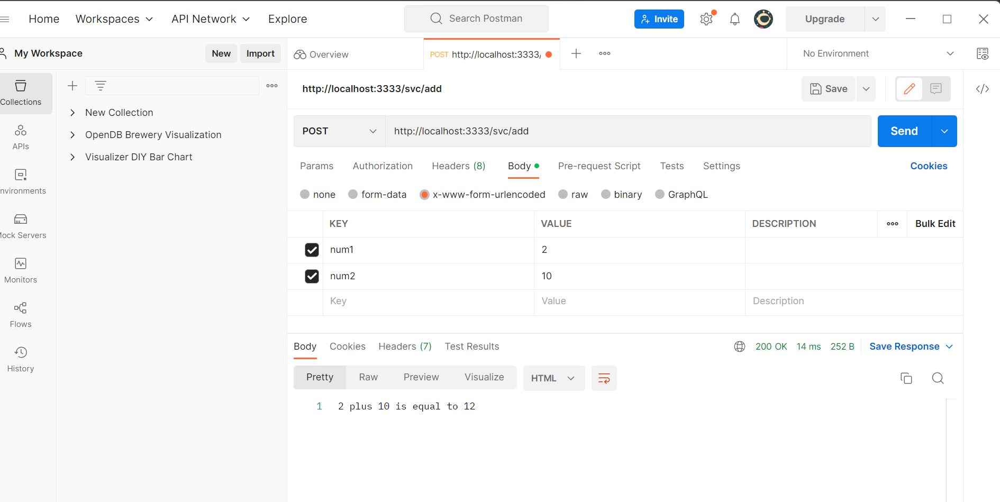 Home Workspaces API Network Explore Search Postman Invite Upgrade
My Workspace New Import Overview POST http://localhost:3333/ No Environment
Collections
APIs
nvironments
Mock Servers
Monitors
Flows
History
New Collection
OpenDB Brewery Visualization
Visualizer DIY Bar Chart
http://localhost:3333/svc/add Save </>
POST http://localhost:3333/svc/add Send
Params Authorization Headers (8) Body Pre-request Script Tests Settings Cookies
none form-data x-www-form-urlencoded raw binary GraphQL
KEY VALUE DESCRIPTION Bulk Edit
num1 2
num2 10
Key Value Description
Body Cookies Headers (7) Test Results 200 OK 14 ms 252 B Save Response
Pretty Raw Preview Visualize HTML
1 2 plus 10 is equal to 12